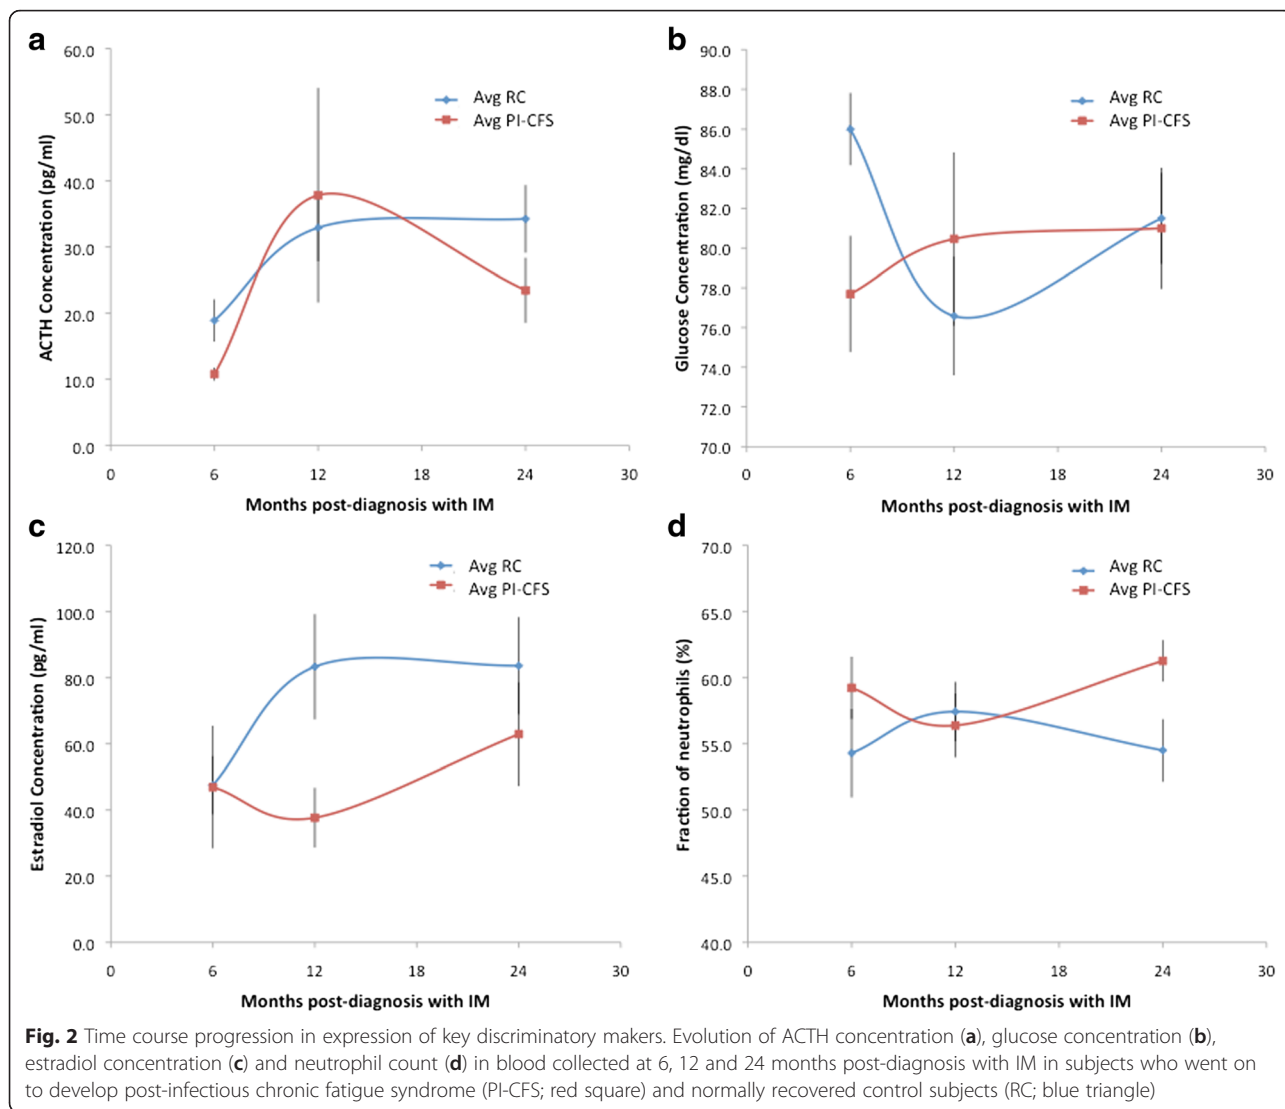 a
60.0
50.0
40.0
30.0
20.0
10.0
0.0
ACTH Concentration (pg/ml)
Avg RC
Avg PI-CFS
0 6 12 18 24 30
Months post-diagnosis with IM
b
90.0
88.0
86.0
84.0
82.0
80.0
78.0
76.0
74.0
72.0
70.0
Glucose Concentration (mg/dl)
Avg RC
Avg PI-CFS
0 6 12 18 24 30
Months post-diagnosis with IM
c
120.0
100.0
80.0
60.0
40.0
20.0
0.0
Estradiol Concentration (pg/ml)
Avg RC
Avg PI-CFS
0 6 12 24 30
Months post-diagnosis with IM
d
70.0
65.0
60.0
55.0
50.0
45.0
40.0
Fraction of neutrophils (%)
Avg RC
Avg PI-CFS
0 6 12 24 30
Months post-diagnosis with IM
Fig. 2 Time course progression in expression of key discriminatory makers. Evolution of ACTH concentration (a), glucose concentration (b),
estradiol concentration (c) and neutrophil count (d) in blood collected at 6, 12 and 24 months post-diagnosis with IM in subjects who went on
to develop post-infectious chronic fatigue syndrome (PI-CFS; red square) and normally recovered control subjects (RC; blue triangle)